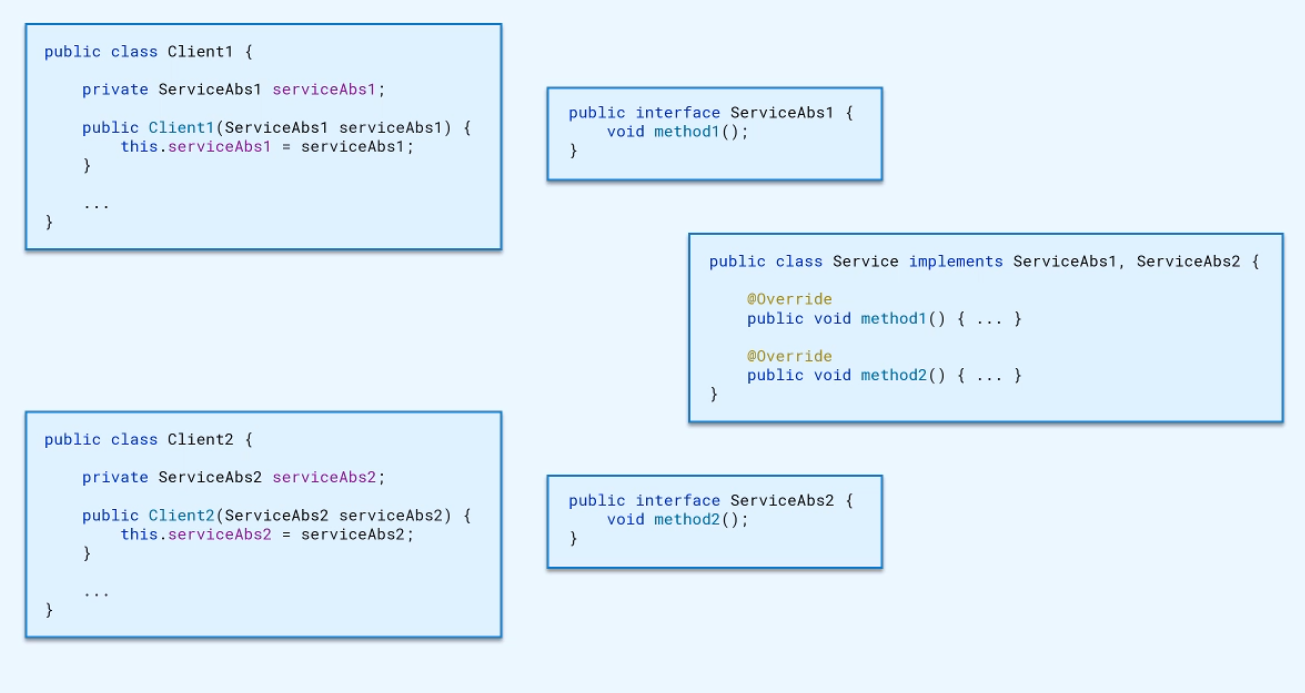 public class Client1 {
private ServiceAbs1 serviceAbs1;
public Client1(ServiceAbs1 serviceAbs1) {
this.serviceAbs1 = serviceAbs1;
}
...
}
public interface ServiceAbs1 {
void method1();
}
public class Service implements ServiceAbs1, ServiceAbs2 {
@Override
public void method1() { ... }
@Override
public void method2() { ... }
}
public class Client2 {
private ServiceAbs2 serviceAbs2;
public Client2(ServiceAbs2 serviceAbs2) {
this.serviceAbs2 = serviceAbs2;
}
...
}
public interface ServiceAbs2 {
void method2();
}